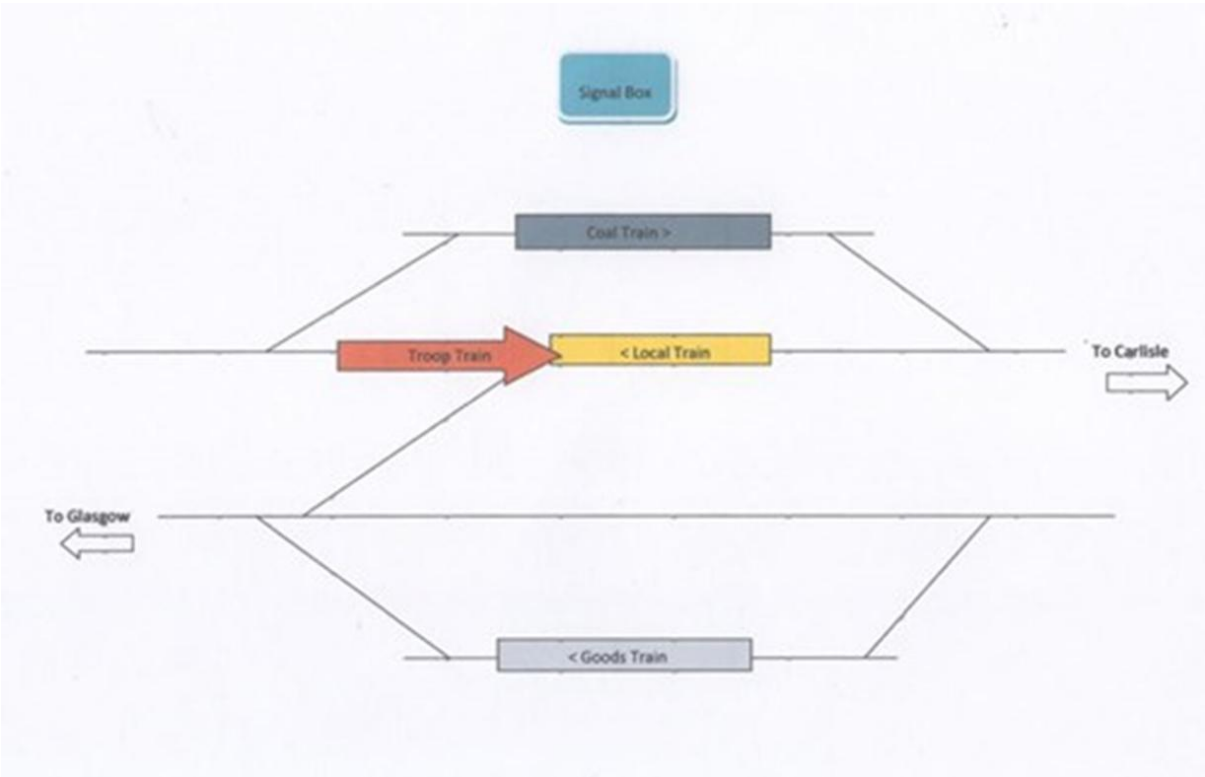 Signal Box
Coal Train >
Troop Train
< Local Train
To Carlisle
To Glasgow
< Goods Train